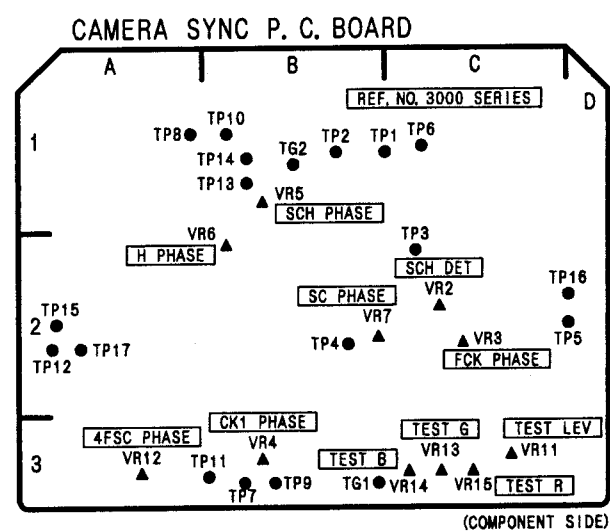 CAMERA SYNC P. C. BOARD
A B C D
REF. NO. 3000 SERIES
1
TP10
TP8
TP14
TG2
TP2
TP1
TP6
TP13
VR5
SCH PHASE
VR6
H PHASE
TP3
SCH DET
SC PHASE
VR2
TP16
2
TP15
VR7
TP4
VR3
TP5
TP12
TP17
FCK PHASE
3
4FSC PHASE
CK1 PHASE
TEST G
TEST LEV
VR12
VR4
TEST B
VR13
VR11
TP11
TP7
TP9
TG1
VR14
VR15
TEST R
(COMPONENT SIDE)